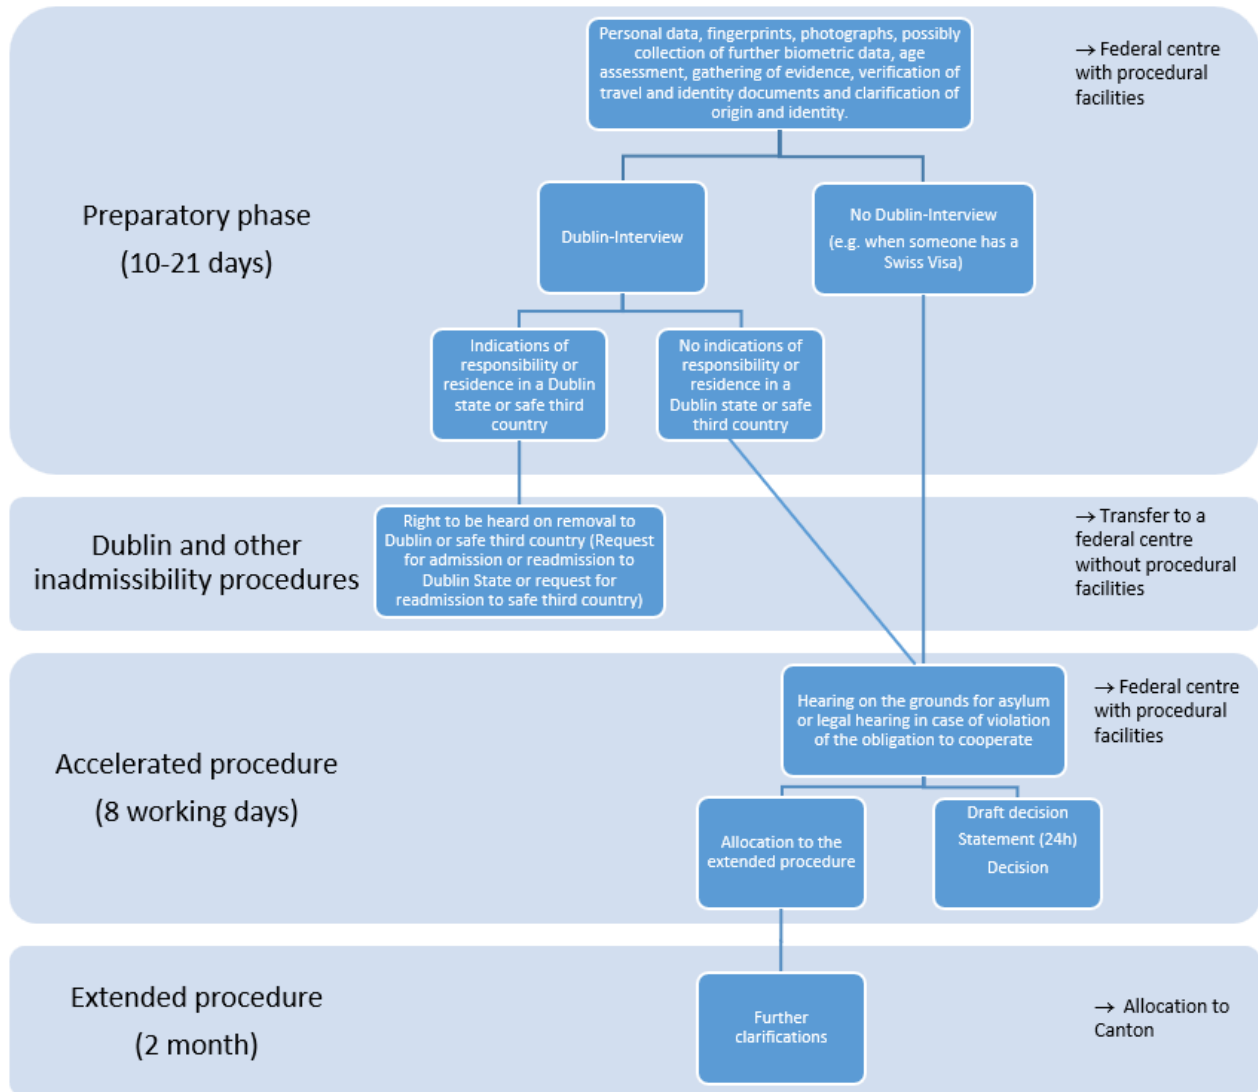 Personal data, fingerprints, photographs, possibly
collection of further biometric data, age
assessment, gathering of evidence, verification of
travel and identity documents and clarification of
origin and identity.
→ Federal centre
with procedural
facilities
Preparatory phase
(10-21 days)
Dublin-Interview
No Dublin-Interview
(e.g. when someone has a
Swiss Visa)
Indications of
responsibility or
residence in a Dublin
state or safe third
country
No indications of
responsibility or
residence in a
Dublin state or safe
third country
Dublin and other
inadmissibility procedures
Right to be heard on removal to
Dublin or safe third country (Request
for admission or readmission to
Dublin State or request for
readmission to safe third country)
→ Transfer to a
federal centre
without procedural
facilities
Accelerated procedure
(8 working days)
Hearing on the grounds for asylum
or legal hearing in case of violation
of the obligation to cooperate
→ Federal centre
with procedural
facilities
Allocation to the
extended procedure
Draft decision
Statement (24h)
Decision
Extended procedure
(2 month)
Further
clarifications
→ Allocation to
Canton